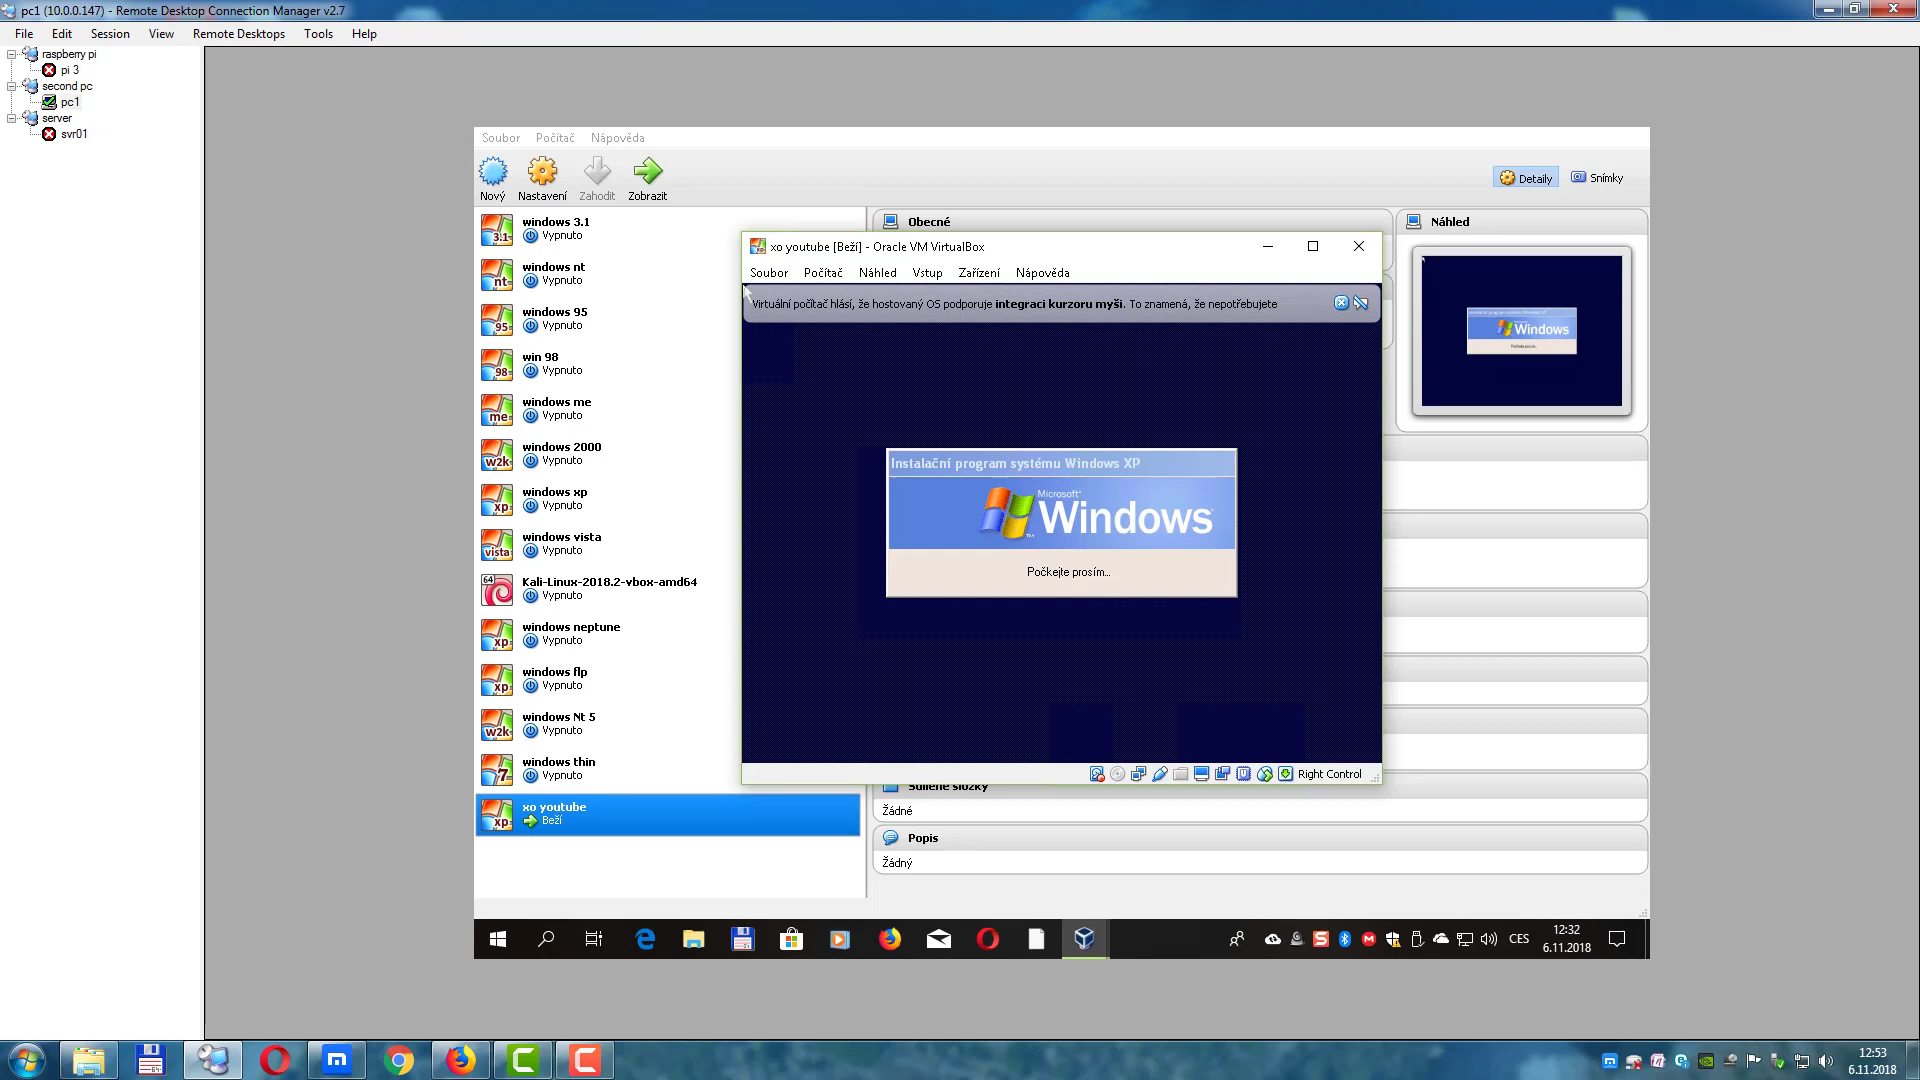 pc1 (10.0.0.147) - Remote Desktop Connection Manager v2.7
File Edit Session View Remote Desktops Tools Help
raspberry pi
pi 3
second pc
pc1
server
svr01
Soubor Počítač Nápověda
Nový Nastavení Zahodit Zobrazit
Detaily Snímky
windows 3.1
Vypnuto
windows nt
Vypnuto
windows 95
Vypnuto
win 98
Vypnuto
windows me
Vypnuto
windows 2000
Vypnuto
windows xp
Vypnuto
windows vista
Vypnuto
Kali-Linux-2018.2-vbox-amd64
Vypnuto
windows neptune
Vypnuto
windows flp
Vypnuto
windows Nt 5
Vypnuto
windows thin
Vypnuto
xo youtube
Beží
Obecné
Náhled
xo youtube [Beží] - Oracle VM VirtualBox
Soubor Počítač Náhled Vstup Zařízení Nápověda
Virtuální počítač hlásí, že hostovaný OS podporuje integraci kurzoru myši. To znamená, že nepotřebujete
Instalační program systému Windows XP
Microsoft
Windows
Počkejte prosím...
Right Control
Windows
Sdílené složky
Žádné
Popis
Žádný
CES
12:32
6.11.2018
12:53
6.11.2018